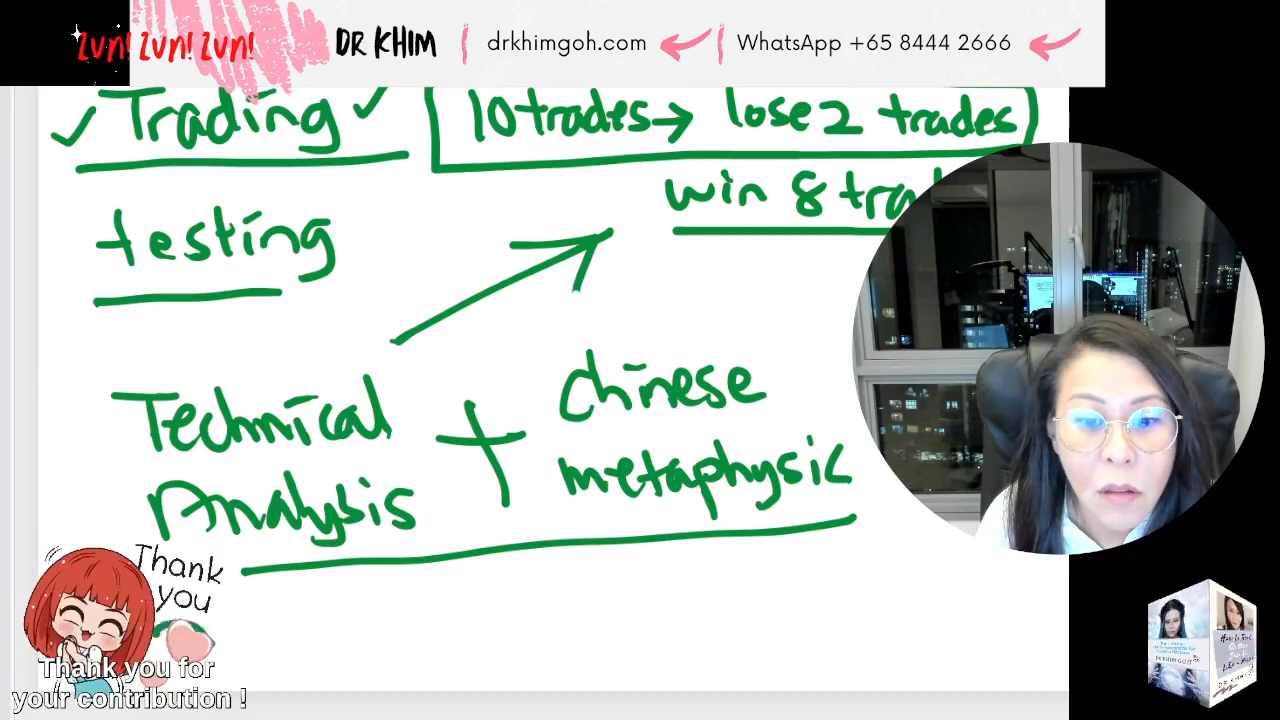 zun! zun! zun! DR KHIM | drkhimgoh.com | WhatsApp +65 8444 2666
Trading 10 trades → lose 2 trades
win 8
testing
Technical + Chinese
Analysis metaphysic
Thank
you
Thank you for
your contribution !